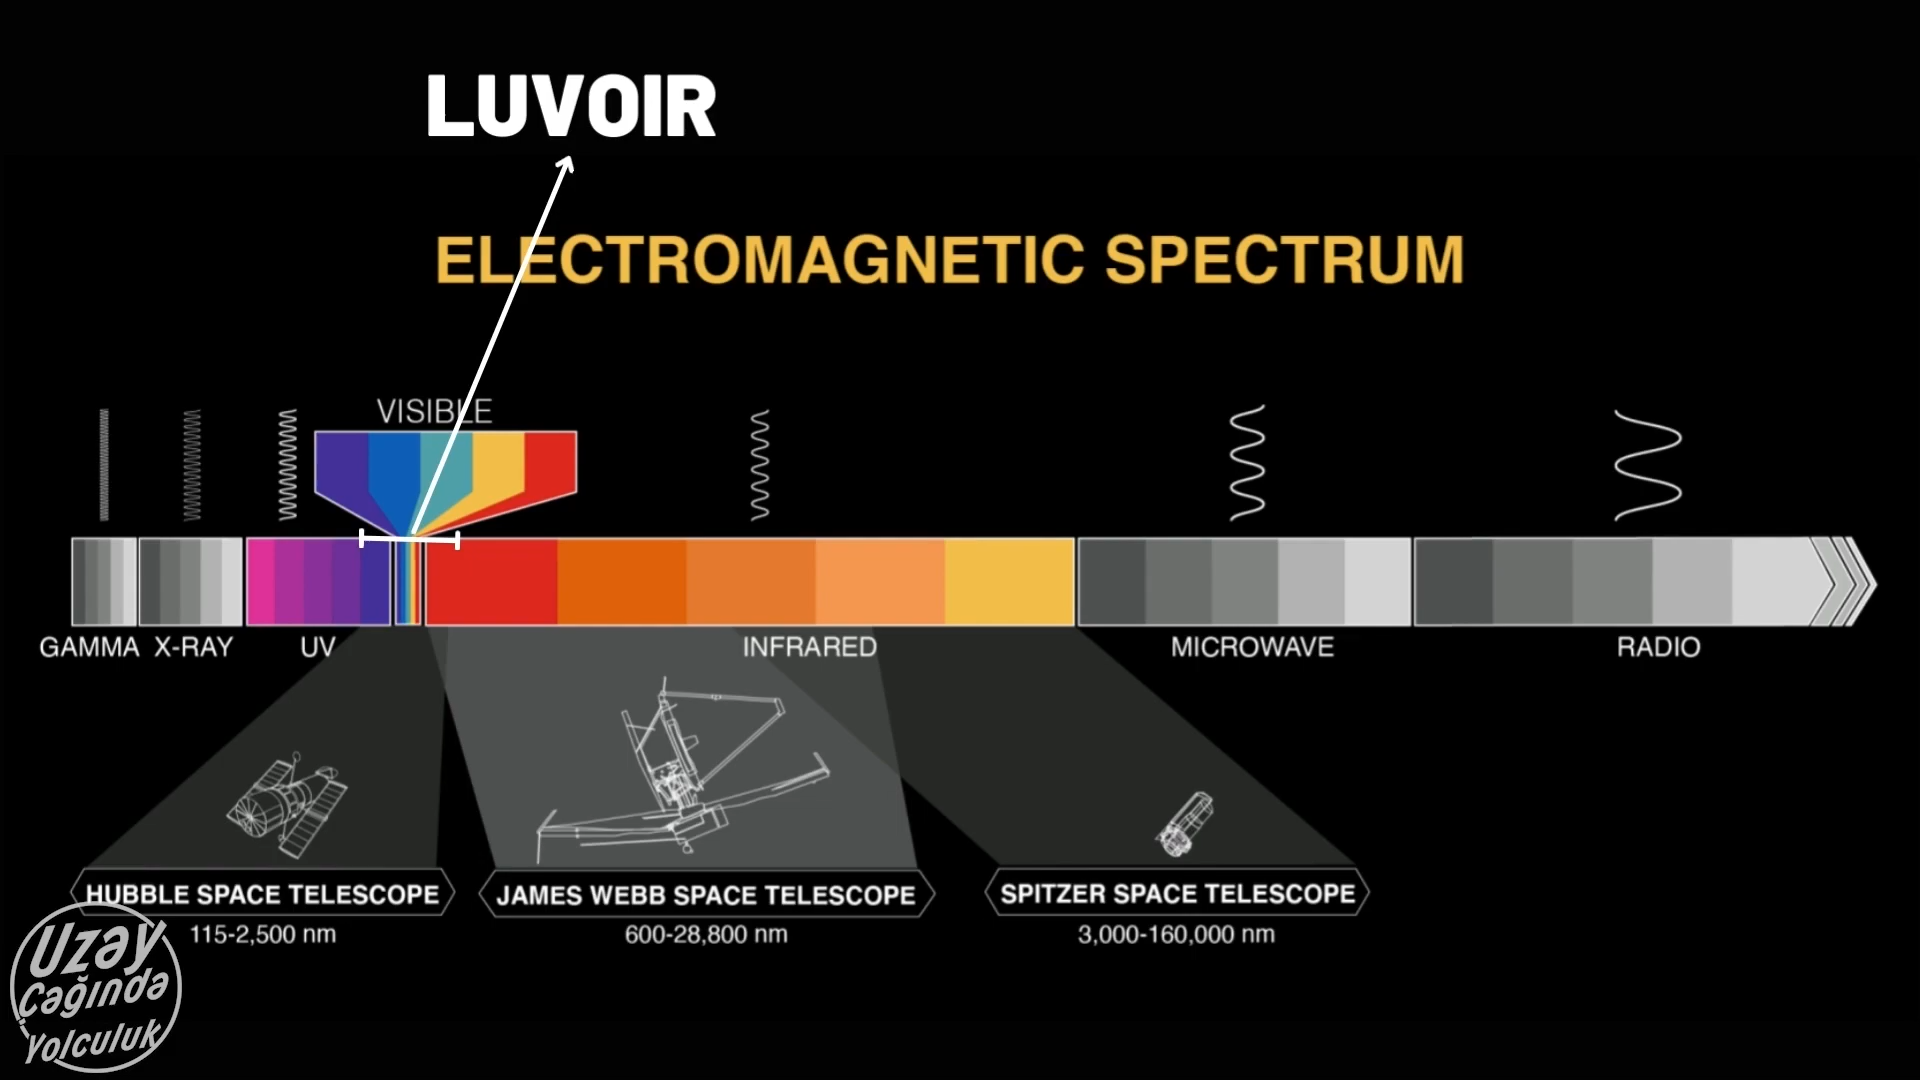 LUVOIR
ELECTROMAGNETIC SPECTRUM
VISIBLE
GAMMA X-RAY UV INFRARED MICROWAVE RADIO
HUBBLE SPACE TELESCOPE
115-2,500 nm
JAMES WEBB SPACE TELESCOPE
600-28,800 nm
SPITZER SPACE TELESCOPE
3,000-160,000 nm
Uzay
Çağında
Yolculuk